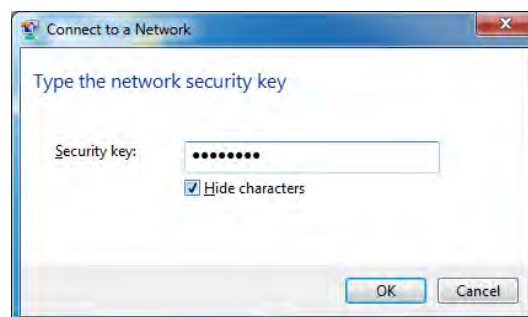 Connect to a Network
Type the network security key
Security key:
••••••••
Hide characters
OK
Cancel